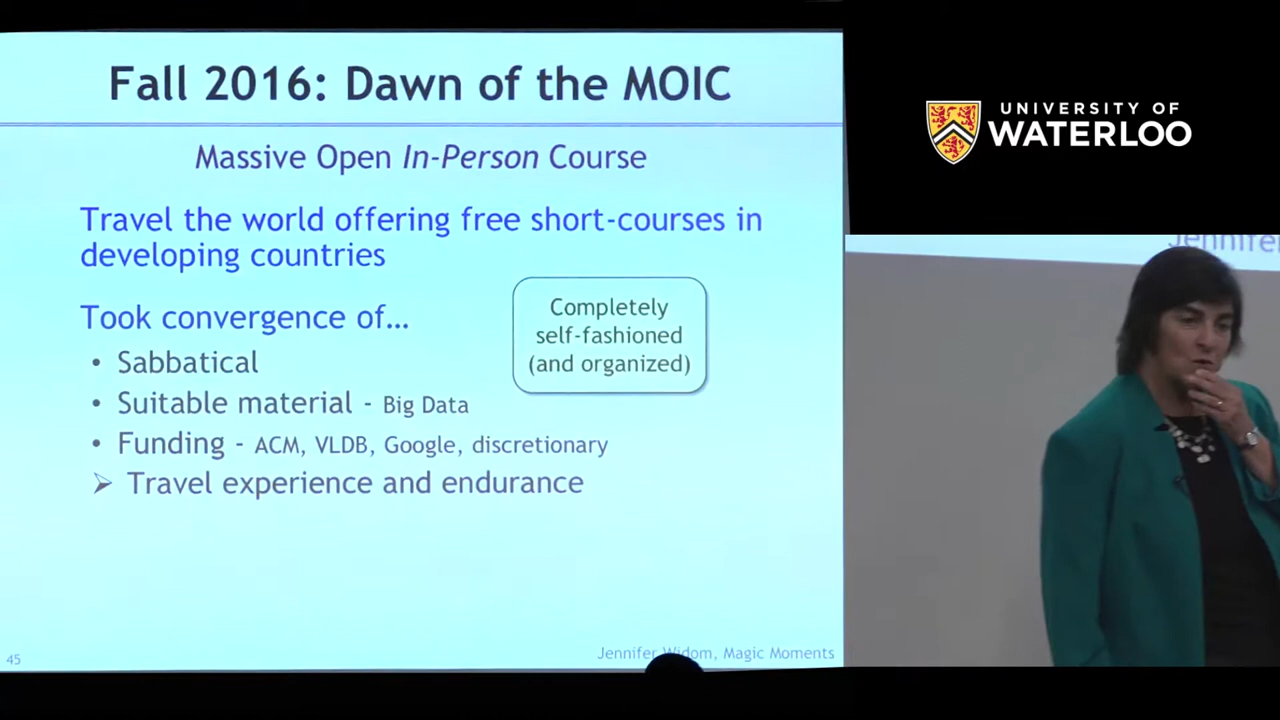 Fall 2016: Dawn of the MOIC
Massive Open In-Person Course
Travel the world offering free short-courses in
developing countries
Took convergence of…
• Sabbatical
• Suitable material - Big Data
• Funding - ACM, VLDB, Google, discretionary
➢ Travel experience and endurance
Completely
self-fashioned
(and organized)
45
Jennifer Widom, Magic Moments
UNIVERSITY OF
WATERLOO
Jennifer